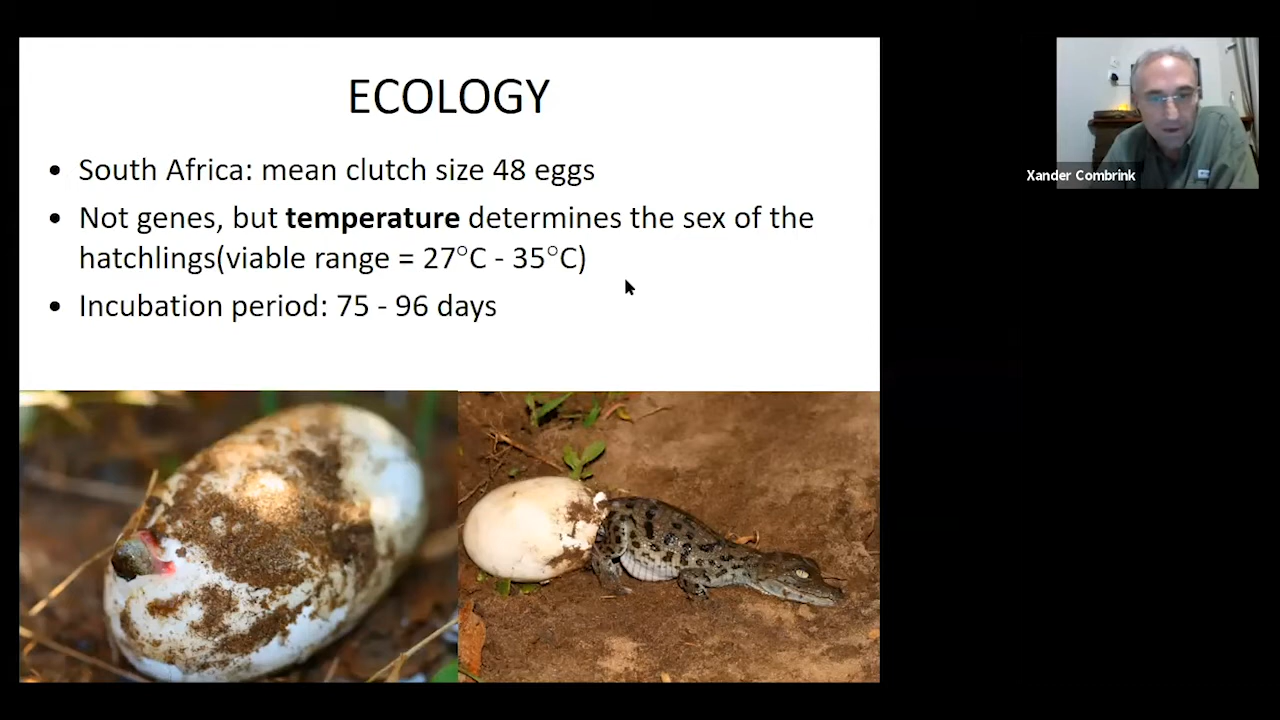 ECOLOGY
• South Africa: mean clutch size 48 eggs
• Not genes, but temperature determines the sex of the
hatchlings(viable range = 27°C - 35°C)
• Incubation period: 75 - 96 days
Xander Combrink